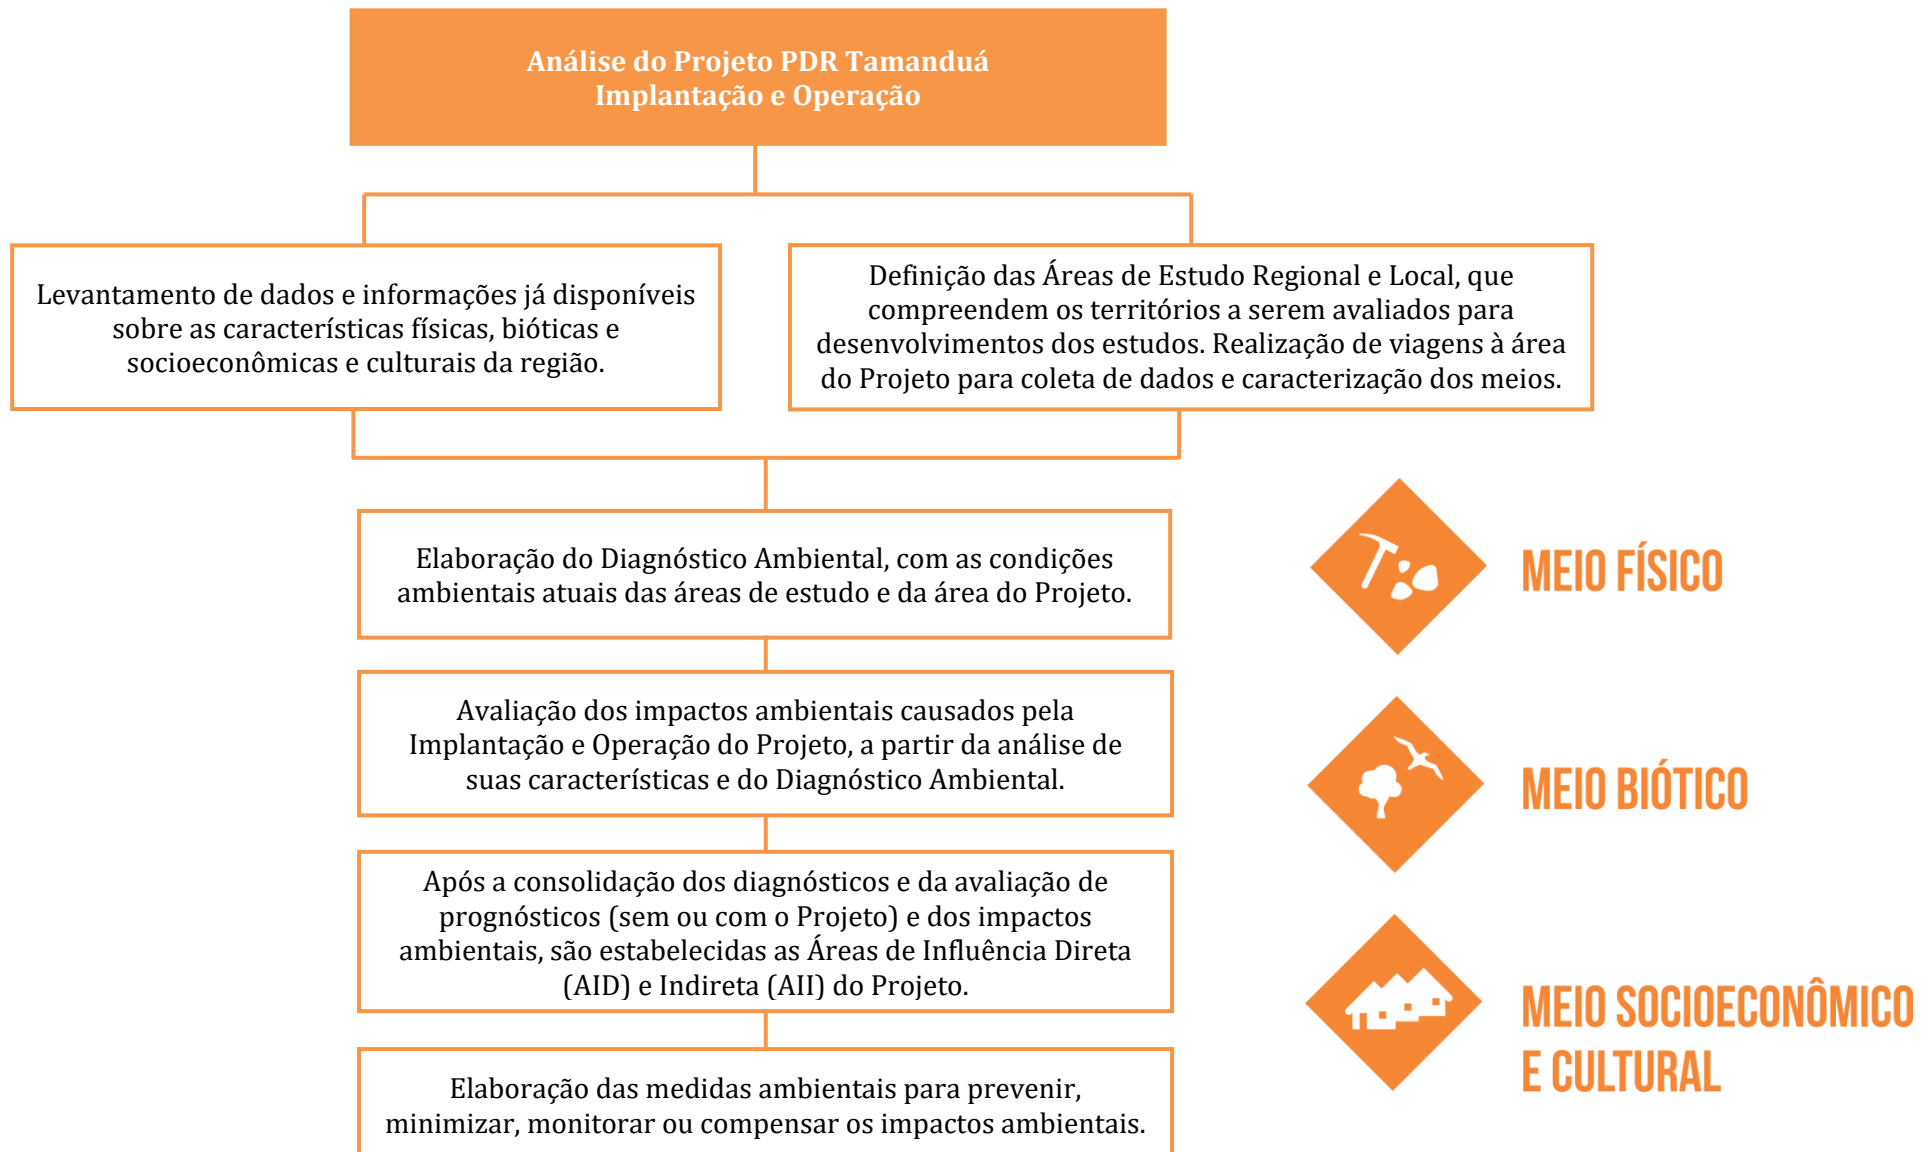 Análise do Projeto PDR Tamanduá
Implantação e Operação
Levantamento de dados e informações já disponíveis
sobre as características físicas, bióticas e
socioeconômicas e culturais da região.
Definição das Áreas de Estudo Regional e Local, que
compreendem os territórios a serem avaliados para
desenvolvimentos dos estudos. Realização de viagens à área
do Projeto para coleta de dados e caracterização dos meios.
Elaboração do Diagnóstico Ambiental, com as condições
ambientais atuais das áreas de estudo e da área do Projeto.
Avaliação dos impactos ambientais causados pela
Implantação e Operação do Projeto, a partir da análise de
suas características e do Diagnóstico Ambiental.
Após a consolidação dos diagnósticos e da avaliação de
prognósticos (sem ou com o Projeto) e dos impactos
ambientais, são estabelecidas as Áreas de Influência Direta
(AID) e Indireta (AII) do Projeto.
Elaboração das medidas ambientais para prevenir,
minimizar, monitorar ou compensar os impactos ambientais.
MEIO FÍSICO
MEIO BIÓTICO
MEIO SOCIOECONÔMICO
E CULTURAL